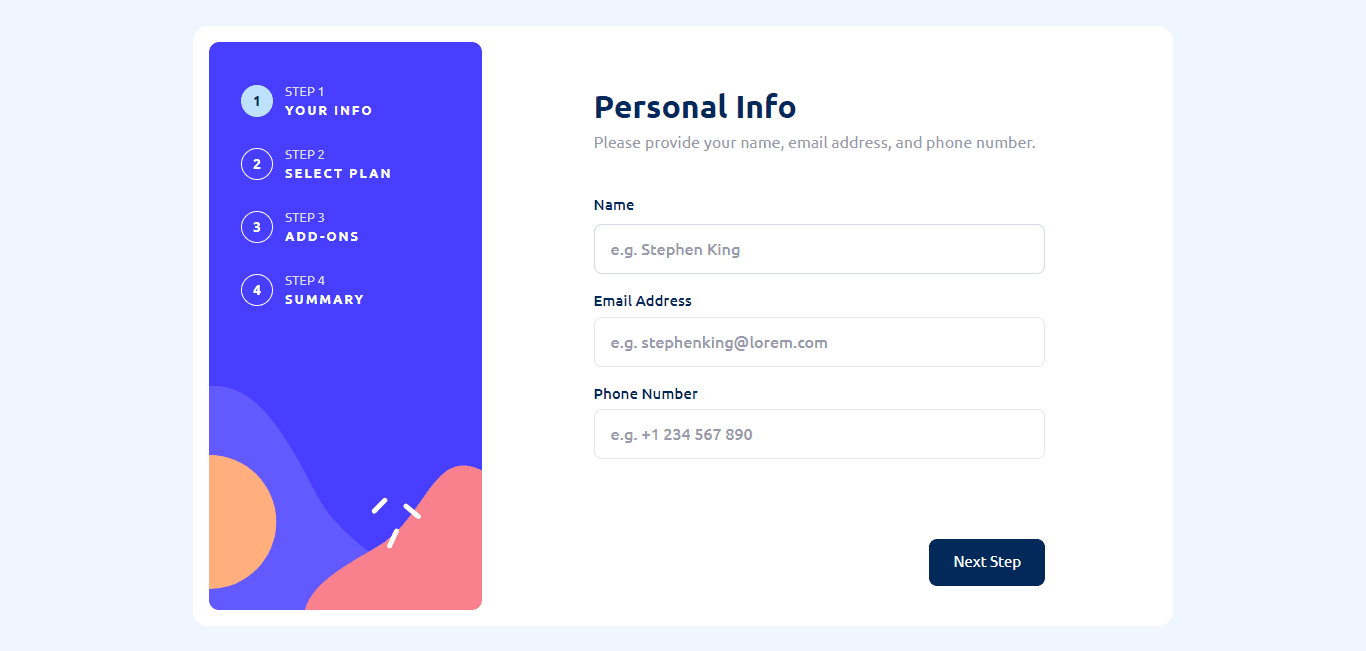 1
STEP 1
YOUR INFO
2
STEP 2
SELECT PLAN
3
STEP 3
ADD-ONS
4
STEP 4
SUMMARY
Personal Info
Please provide your name, email address, and phone number.
Name
e.g. Stephen King
Email Address
e.g. stephenking@lorem.com
Phone Number
e.g. +1 234 567 890
Next Step